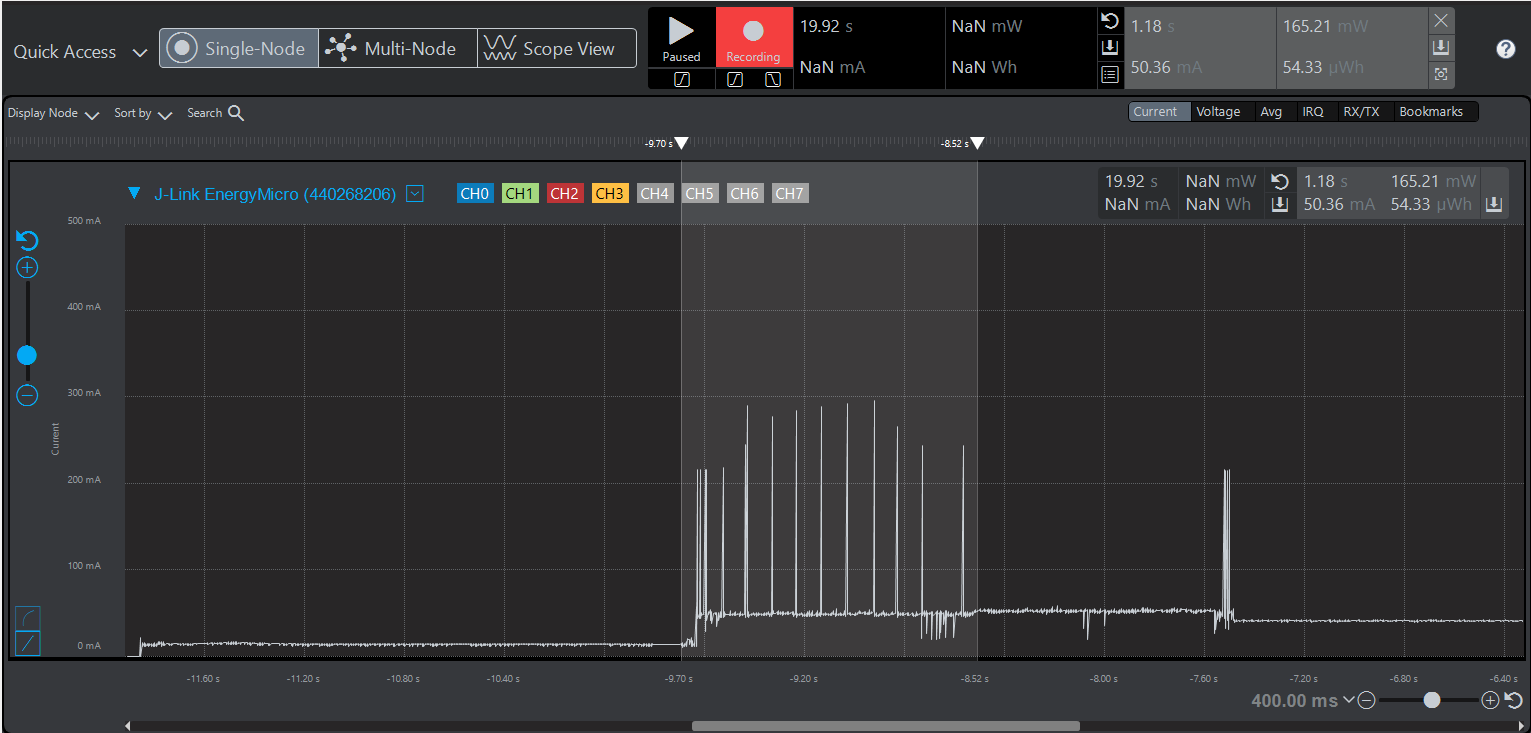 Quick Access
Single-Node
Multi-Node
Scope View
Paused
Recording
19.92 s
NaN mW
NaN mA
NaN Wh
1.18 s
165.21 mW
50.36 mA
54.33 µWh
Display Node
Sort by
Search
Current
Voltage
Avg
IRQ
RX/TX
Bookmarks
-9.70 s
-8.52 s
J-Link EnergyMicro (440268206)
CH0
CH1
CH2
CH3
CH4
CH5
CH6
CH7
19.92 s
NaN mW
1.18 s
165.21 mW
NaN mA
NaN Wh
50.36 mA
54.33 µWh
500 mA
400 mA
300 mA
Current
200 mA
100 mA
0 mA
-11.60 s
-11.20 s
-10.80 s
-10.40 s
-9.70 s
-9.20 s
-8.52 s
-8.00 s
-7.60 s
-7.20 s
-6.80 s
-6.40 s
400.00 ms